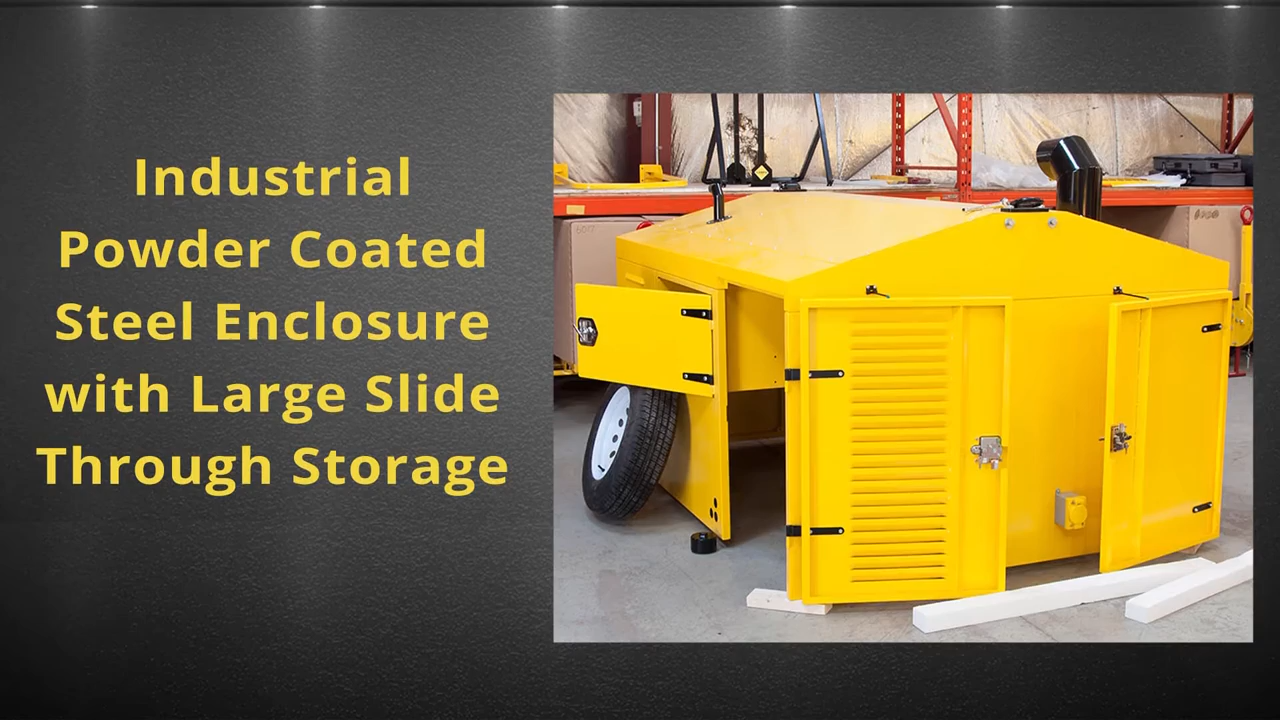 Industrial
Powder Coated
Steel Enclosure
with Large Slide
Through Storage